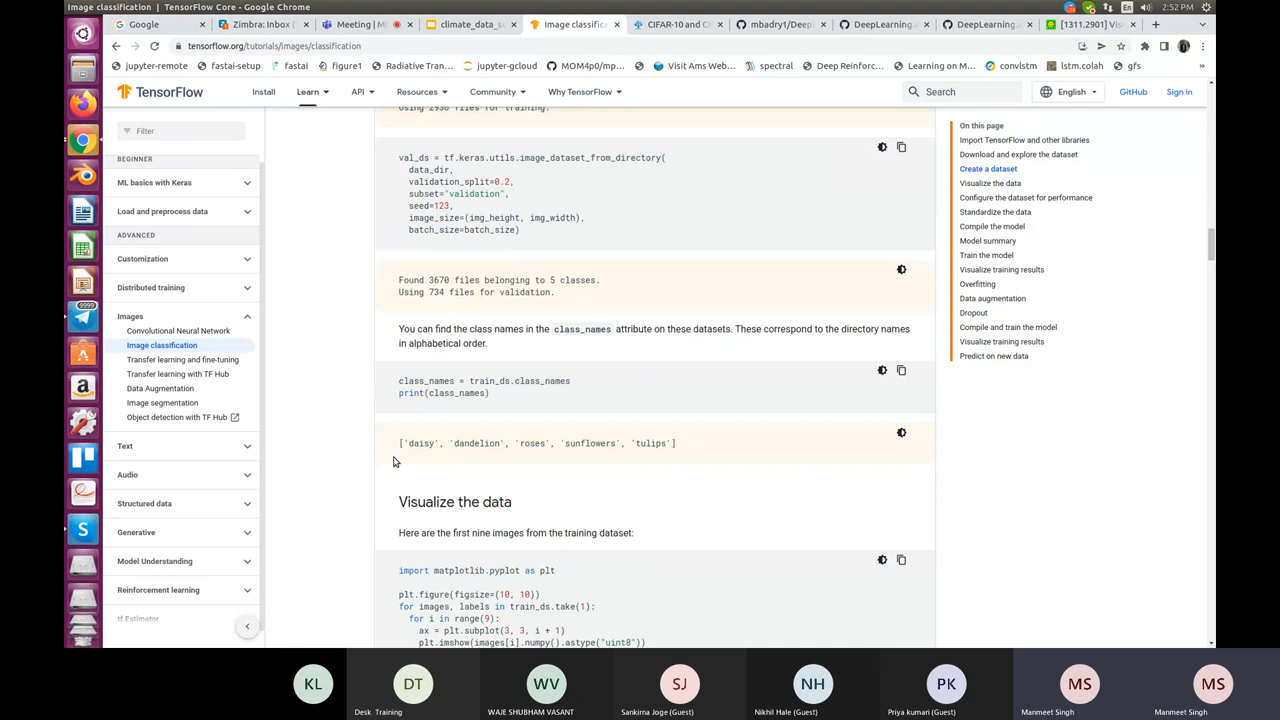 Image classification | TensorFlow Core - Google Chrome
En
2:52 PM
Google
Zimbra: Inbox (
Meeting | M
climate_data_s
Image classific
CIFAR-10 and C
mbadry1/Deep
DeepLearning.
DeepLearning.
[1311.2901] Vis
tensorflow.org/tutorials/images/classification
jupyter-remote
fastai-setup
fastai
figure1
Radiative Tran...
jupyter-gcloud
MOM4p0/mp...
Visit Ams Web...
spectral
Deep Reinforc...
Learning on M...
convlstm
lstm.colah
gfs
TensorFlow
Install
Learn
API
Resources
Community
Why TensorFlow
Search
English
GitHub
Sign in
Filter
BEGINNER
ML basics with Keras
Load and preprocess data
ADVANCED
Customization
Distributed training
Images
Convolutional Neural Network
Image classification
Transfer learning and fine-tuning
Transfer learning with TF Hub
Data Augmentation
Image segmentation
Object detection with TF Hub
Text
Audio
Structured data
Generative
Model Understanding
Reinforcement learning
tf.Estimator
Using 2936 files for training.
val_ds = tf.keras.utils.image_dataset_from_directory(
data_dir,
validation_split=0.2,
subset="validation",
seed=123,
image_size=(img_height, img_width),
batch_size=batch_size)
Found 3670 files belonging to 5 classes.
Using 734 files for validation.
You can find the class names in the class_names attribute on these datasets. These correspond to the directory names
in alphabetical order.
class_names = train_ds.class_names
print(class_names)
['daisy', 'dandelion', 'roses', 'sunflowers', 'tulips']
Visualize the data
Here are the first nine images from the training dataset:
import matplotlib.pyplot as plt
plt.figure(figsize=(10, 10))
for images, labels in train_ds.take(1):
for i in range(9):
ax = plt.subplot(3, 3, i + 1)
plt.imshow(images[i].numpy().astype("uint8"))
On this page
Import TensorFlow and other libraries
Download and explore the dataset
Create a dataset
Visualize the data
Configure the dataset for performance
Standardize the data
Compile the model
Model summary
Train the model
Visualize training results
Overfitting
Data augmentation
Dropout
Compile and train the model
Visualize training results
Predict on new data
9999
KL
DT
Desk Training
WV
WAJE SHUBHAM VASANT
SJ
Sankirna Joge (Guest)
NH
Nikhil Hale (Guest)
PK
Priya kumari (Guest)
MS
Manmeet Singh
MS
Manmeet Singh